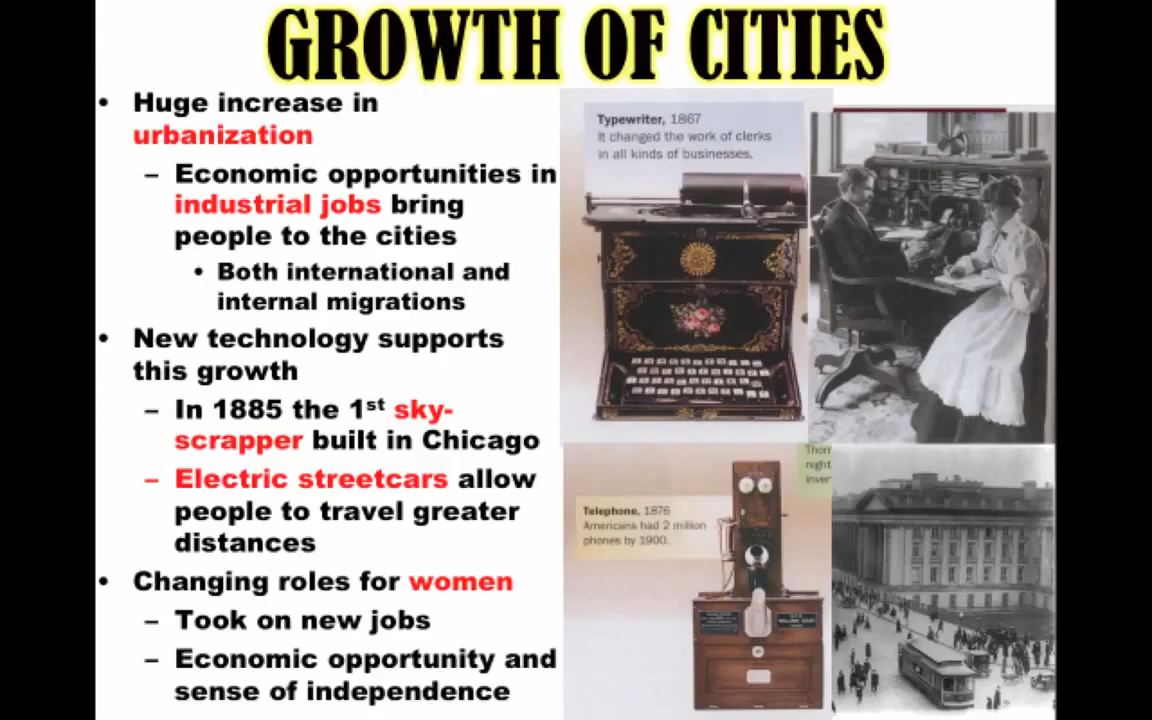 GROWTH OF CITIES
• Huge increase in
urbanization
– Economic opportunities in
industrial jobs bring
people to the cities
• Both international and
internal migrations
• New technology supports
this growth
– In 1885 the 1st sky-
scrapper built in Chicago
– Electric streetcars allow
people to travel greater
distances
• Changing roles for women
– Took on new jobs
– Economic opportunity and
sense of independence
Typewriter, 1867
It changed the work of clerks
in all kinds of businesses.
Telephone, 1876
Americans had 2 million
phones by 1900.
night